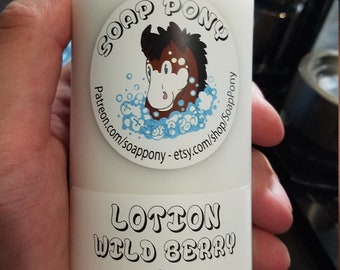 SOAP PONY
Patreon.com/soappony - etsy.com/shop/SoapPony
LOTION
WILD BERRY